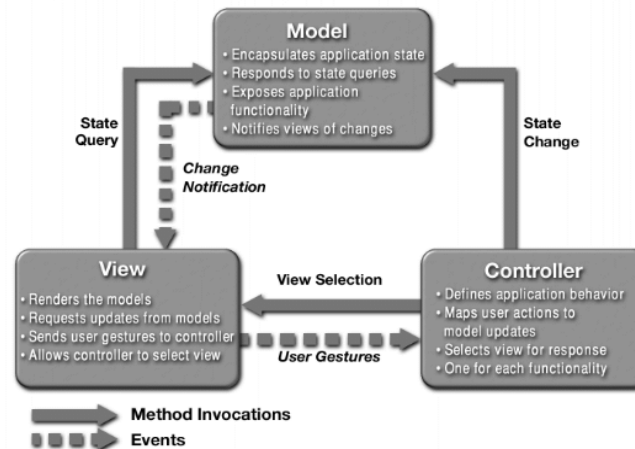 Model
• Encapsulates application state
• Responds to state queries
• Exposes application
functionality
• Notifies views of changes
State
Query
State
Change
Change
Notification
View
• Renders the models
• Requests updates from models
• Sends user gestures to controller
• Allows controller to select view
View Selection
User Gestures
Controller
• Defines application behavior
• Maps user actions to
model updates
• Selects view for response
• One for each functionality
Method Invocations
Events